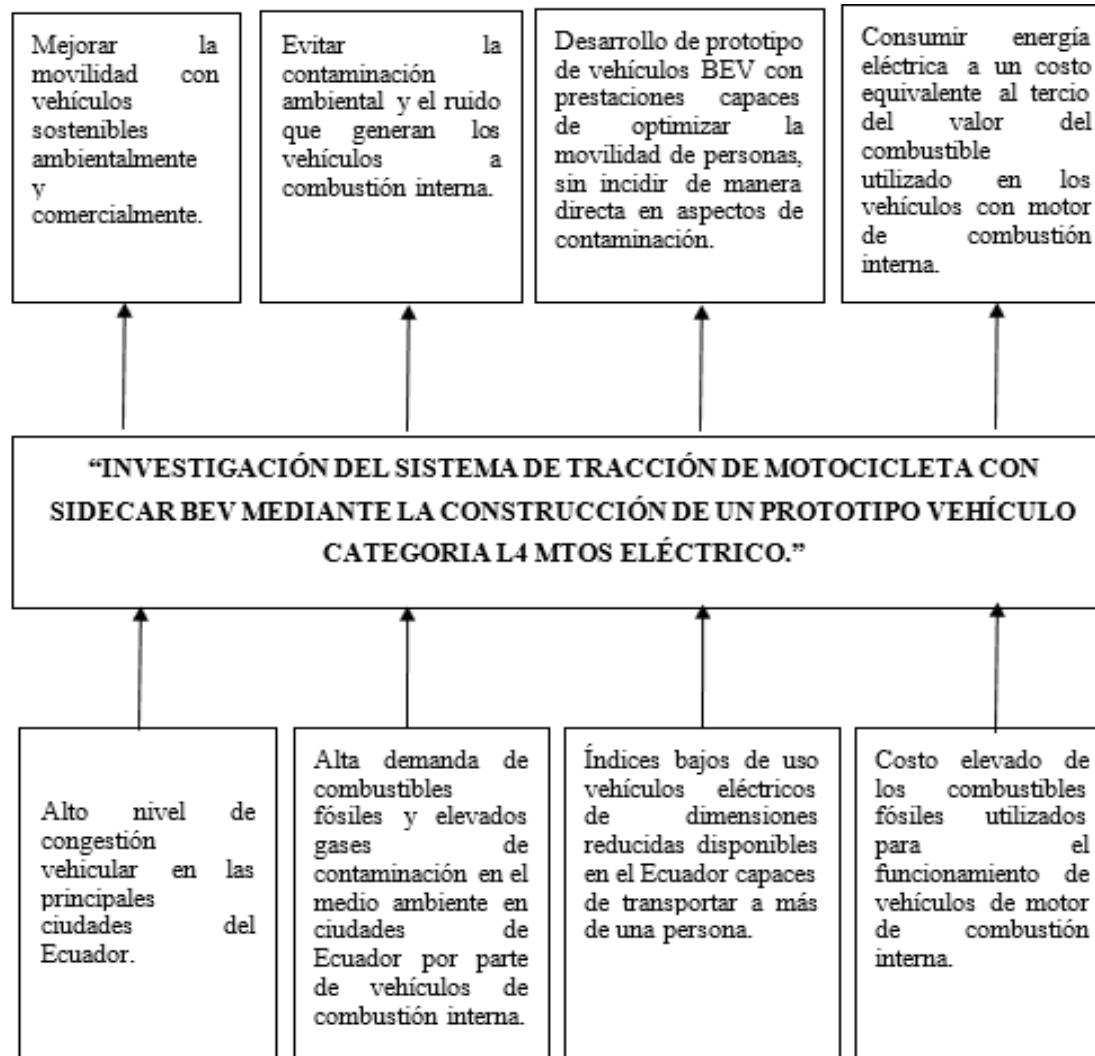 Mejorar la
movilidad con
vehículos
sostenibles
ambientalmente
y
comercialmente.
Evitar la
contaminación
ambiental y el ruido
que generan los
vehículos a
combustión interna.
Desarrollo de prototipo
de vehículos BEV con
prestaciones capaces
de optimizar la
movilidad de personas,
sin incidir de manera
directa en aspectos de
contaminación.
Consumir energía
eléctrica a un costo
equivalente al tercio
del valor del
combustible
utilizado en los
vehículos con motor
de combustión
interna.
“INVESTIGACIÓN DEL SISTEMA DE TRACCIÓN DE MOTOCICLETA CON
SIDECAR BEV MEDIANTE LA CONSTRUCCIÓN DE UN PROTOTIPO VEHÍCULO
CATEGORIA L4 MTOS ELÉCTRICO.”
Alto nivel de
congestión
vehicular en las
principales
ciudades del
Ecuador.
Alta demanda de
combustibles
fósiles y elevados
gases de
contaminación en el
medio ambiente en
ciudades de
Ecuador por parte
de vehículos de
combustión interna.
Índices bajos de uso
vehículos eléctricos
de dimensiones
reducidas disponibles
en el Ecuador capaces
de transportar a más
de una persona.
Costo elevado de
los combustibles
fósiles utilizados
para el
funcionamiento de
vehículos de motor
de combustión
interna.